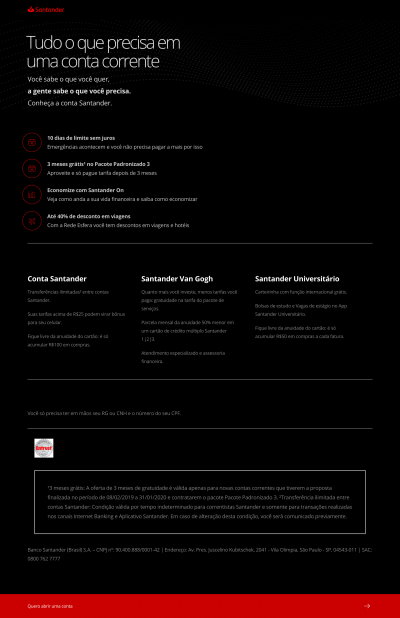 Santander
Tudo o que precisa em
uma conta corrente
Você sabe o que você quer,
a gente sabe o que você precisa.
Conheça a conta Santander.
10 dias de limite sem juros
Emergências acontecem e você não precisa pagar a mais por isso
3 meses grátis¹ no Pacote Padronizado 3
Aproveite e só pague tarifa depois de 3 meses
Economize com Santander On
Veja como anda a sua vida financeira e saiba como economizar
Até 40% de desconto em viagens
Com a Rede Esfera você tem descontos em viagens e hotéis
Conta Santander
Transferências ilimitadas² entre contas
Santander.
Suas tarifas acima de R$25 podem virar bônus
para seu celular.
Fique livre da anuidade do cartão: é só
acumular R$100 em compras.
Santander Van Gogh
Quanto mais você investe, menos tarifas você
paga: gratuidade na tarifa do pacote de
serviços.
Parcela mensal da anuidade 50% menor em
um cartão de crédito múltiplo Santander
Atendimento especializado e assessoria
financeira.
Santander Universitário
Carteirinha com função internacional grátis.
Bolsas de estudo e Vagas de estágio no App
Santander Universitário.
Fique livre da anuidade do cartão: é só
acumular R$50 em compras a cada fatura.
Você só precisa ter em mãos seu RG ou CNH e o número do seu CPF.
¹3 meses grátis: A oferta de 3 meses de gratuidade é válida apenas para novas contas correntes que tiverem a proposta
finalizada no período de 08/02/2019 a 31/01/2020 e contratarem o pacote Pacote Padronizado 3. ²Transferência ilimitada entre
contas Santander: Condição válida por tempo indeterminado para correntistas Santander e somente para transações realizadas
nos canais Internet Banking e Aplicativo Santander. Em caso de alteração desta condição, você será comunicado previamente.
Banco Santander (Brasil) S.A. – CNPJ nº. 90.400.888/0001-42 | Endereço: Av. Pres. Juscelino Kubitschek, 2041 - Vila Olímpia, São Paulo - SP, 04543-011 | SAC:
0800 762 7777
Quero abrir uma conta